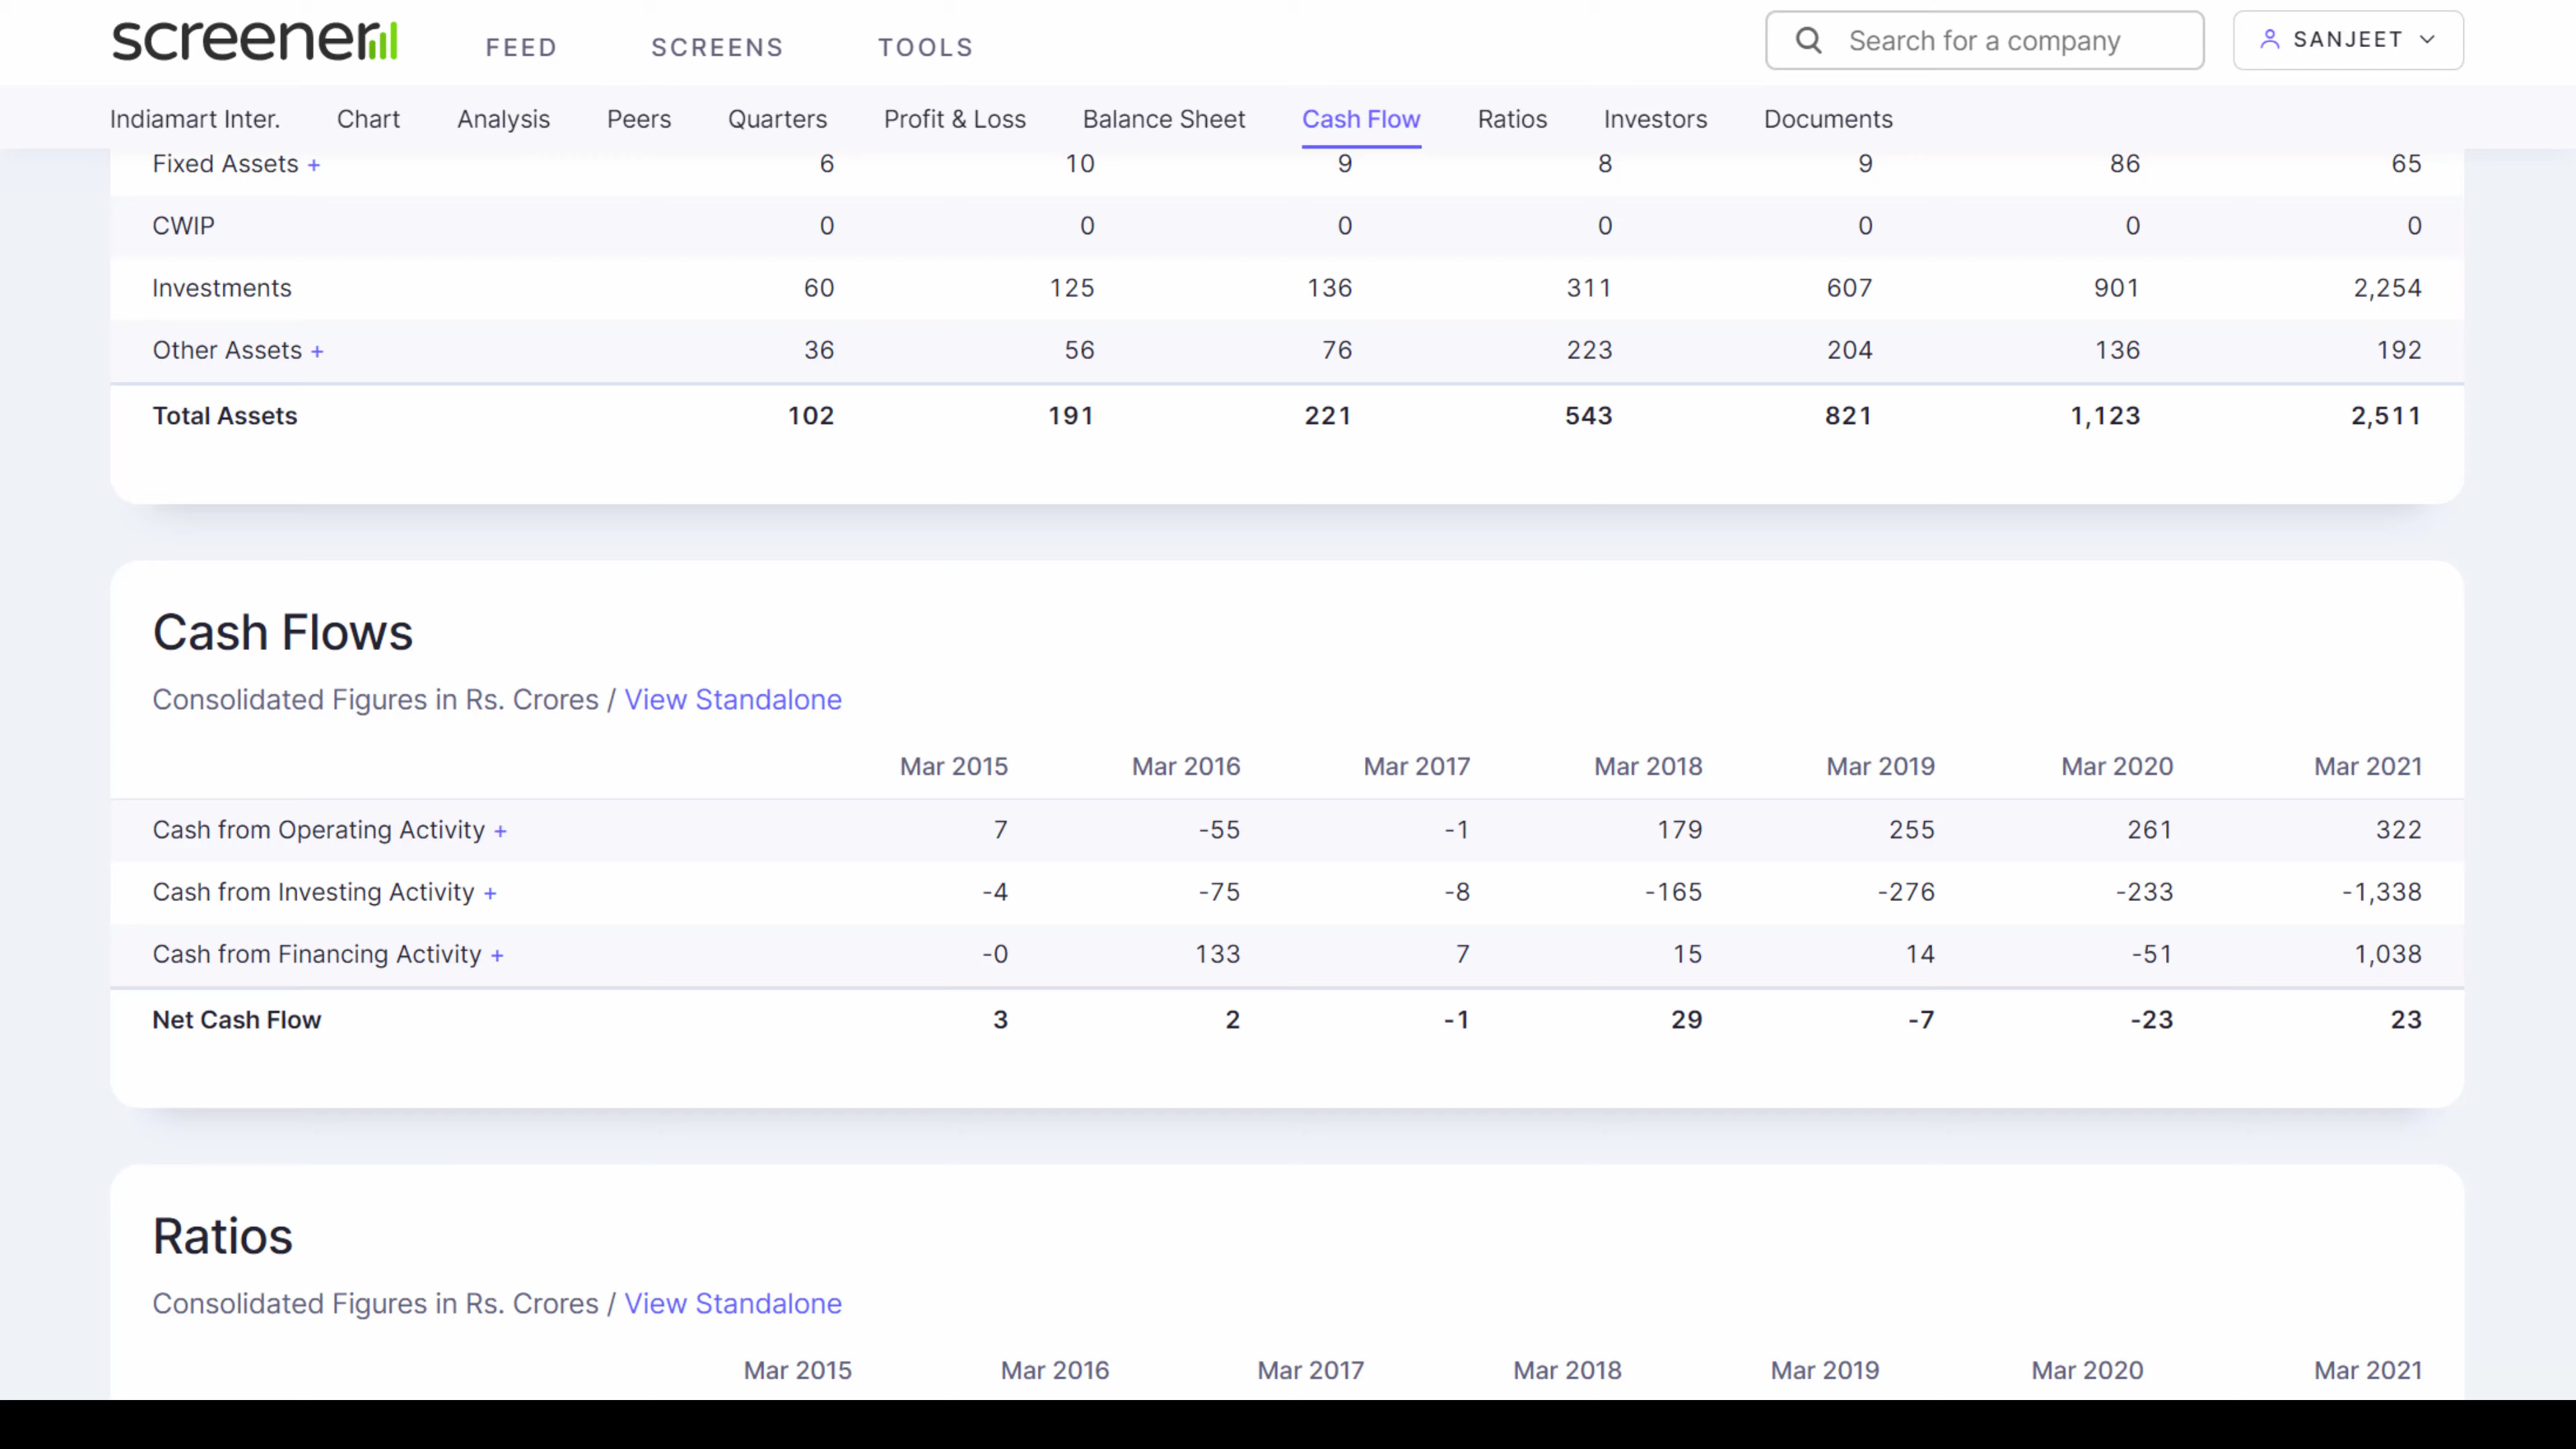 screener FEED SCREENS TOOLS Search for a company SANJEET
Indiamart Inter. Chart Analysis Peers Quarters Profit & Loss Balance Sheet Cash Flow Ratios Investors Documents
Fixed Assets + 6 10 9 8 9 86 65
CWIP 0 0 0 0 0 0 0
Investments 60 125 136 311 607 901 2,254
Other Assets + 36 56 76 223 204 136 192
Total Assets 102 191 221 543 821 1,123 2,511
Cash Flows
Consolidated Figures in Rs. Crores / View Standalone
Mar 2015 Mar 2016 Mar 2017 Mar 2018 Mar 2019 Mar 2020 Mar 2021
Cash from Operating Activity + 7 -55 -1 179 255 261 322
Cash from Investing Activity + -4 -75 -8 -165 -276 -233 -1,338
Cash from Financing Activity + -0 133 7 15 14 -51 1,038
Net Cash Flow 3 2 -1 29 -7 -23 23
Ratios
Consolidated Figures in Rs. Crores / View Standalone
Mar 2015 Mar 2016 Mar 2017 Mar 2018 Mar 2019 Mar 2020 Mar 2021